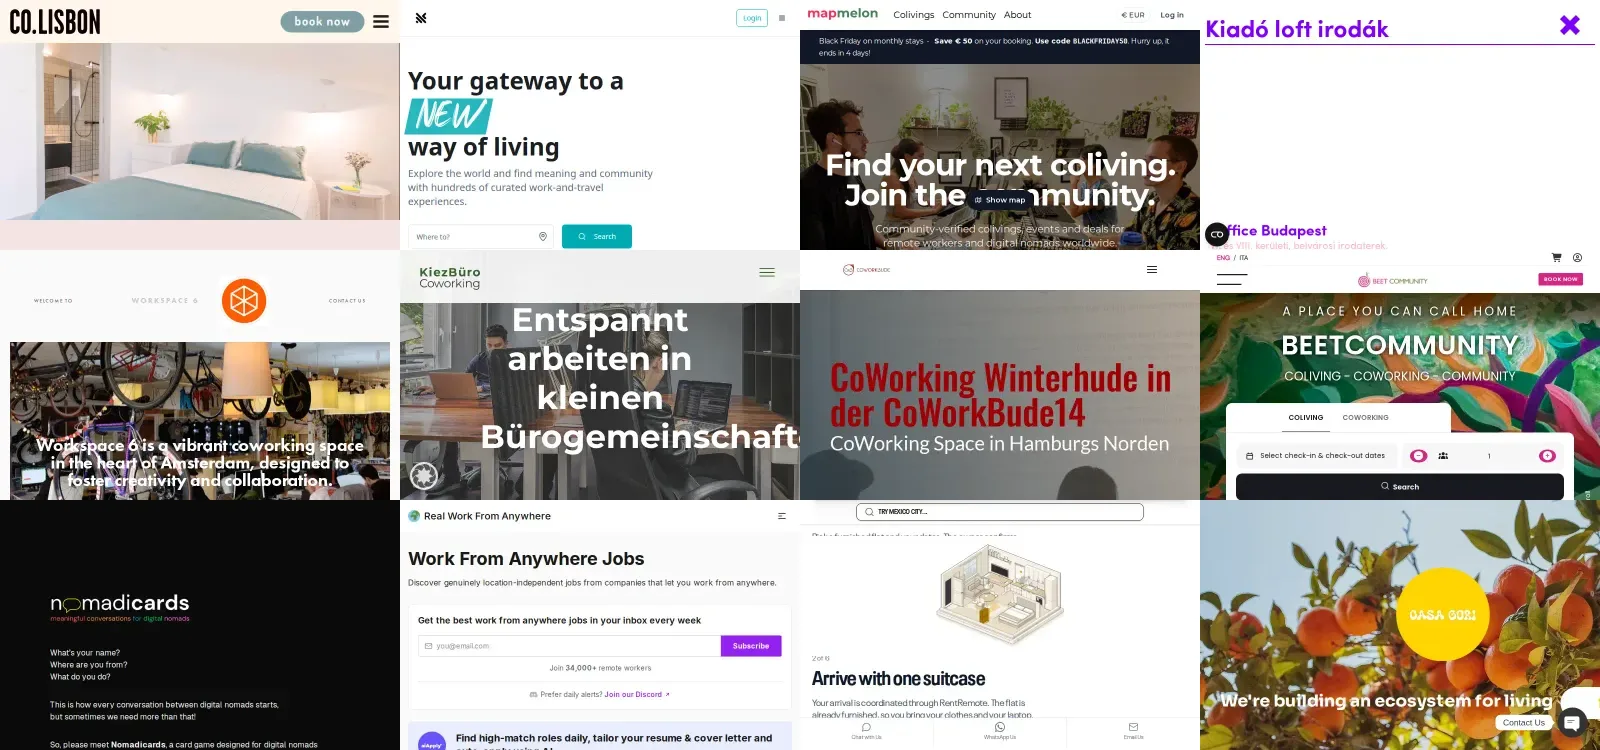 CO.LISBON
book now
Login
Your gateway to a
NEW
way of living
Explore the world and find meaning and community
with hundreds of curated work-and-travel
experiences.
Where to?
Search
mapmelon
Colivings
Community
About
€ EUR
Log in
Black Friday on monthly stays - Save € 50 on your booking. Use code BLACKFRIDAY50. Hurry up, it
ends in 4 days!
Find your next coliving.
Join the community.
Show map
Community-verified colivings, events and deals for
remote workers and digital nomads worldwide.
Kiadó loft irodák
ffice Budapest
és VIII. kerületi, belvárosi irodaterek.
WELCOME TO
WORKSPACE 6
CONTACT US
Workspace 6 is a vibrant coworking space
in the heart of Amsterdam, designed to
foster creativity and collaboration.
KiezBüro
Coworking
Entspannt
arbeiten in
kleinen
Bürogemeinschaft
COWORKBUDE
CoWorking Winterhude in
der CoWorkBude14
CoWorking Space in Hamburgs Norden
ENG / ITA
BEET COMMUNITY
BOOK NOW
A PLACE YOU CAN CALL HOME
BEETCOMMUNITY
COLIVING - COWORKING - COMMUNITY
COLIVING
COWORKING
Select check-in & check-out dates
1
Search
nomadicards
meaningful conversations for digital nomads
What's your name?
Where are you from?
What do you do?
This is how every conversation between digital nomads starts,
but sometimes we need more than that!
So, please meet Nomadicards, a card game designed for digital nomads
Real Work From Anywhere
Work From Anywhere Jobs
Discover genuinely location-independent jobs from companies that let you work from anywhere.
Get the best work from anywhere jobs in your inbox every week
you@email.com
Subscribe
Join 34,000+ remote workers
Prefer daily alerts? Join our Discord ↗
aiApply
Find high-match roles daily, tailor your resume & cover letter and
TRY MEXICO CITY...
2 of 6
Arrive with one suitcase
Your arrival is coordinated through RentRemote. The flat is
already furnished, so you bring your clothes and your laptop.
Chat with Us
WhatsApp Us
Email Us
CASA GURI
We're building an ecosystem for living
Contact Us